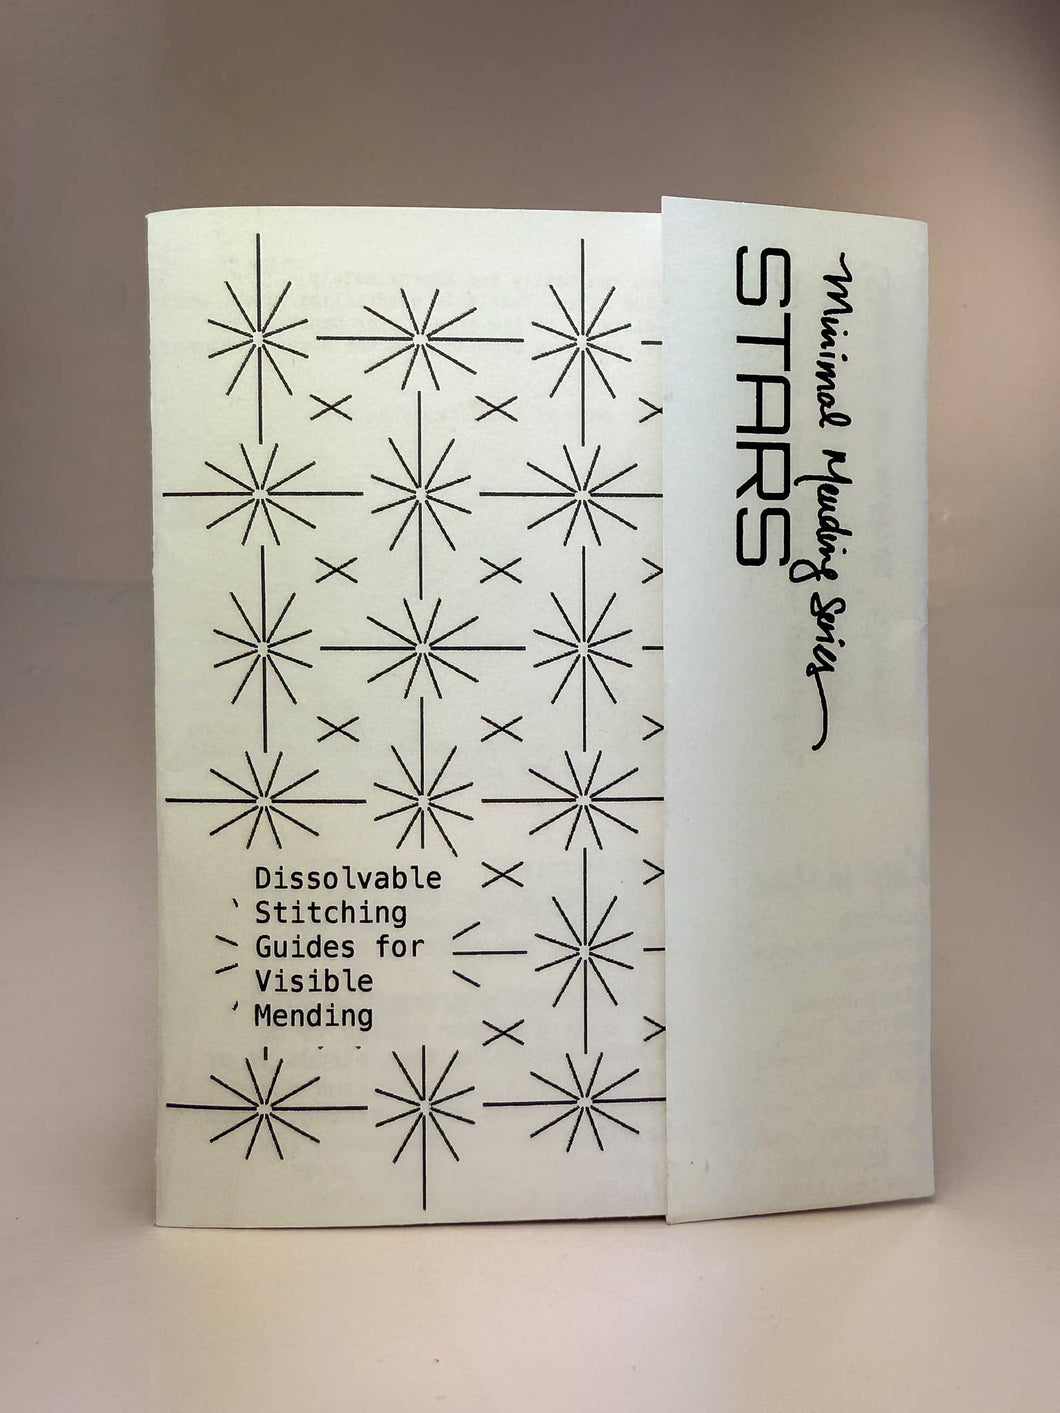 Minimal Mending Series
STARS
Dissolvable
Stitching
Guides for
Visible
Mending